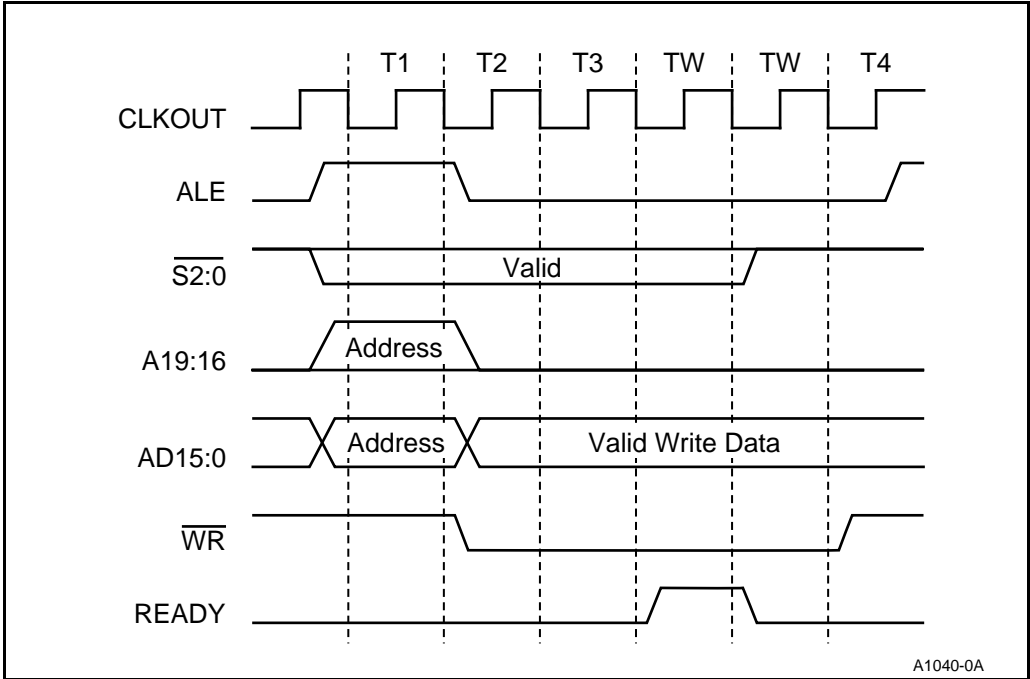 T1 T2 T3 TW TW T4
CLKOUT
ALE
S2:0 Valid
A19:16 Address
AD15:0 Address Valid Write Data
WR
READY
A1040-0A